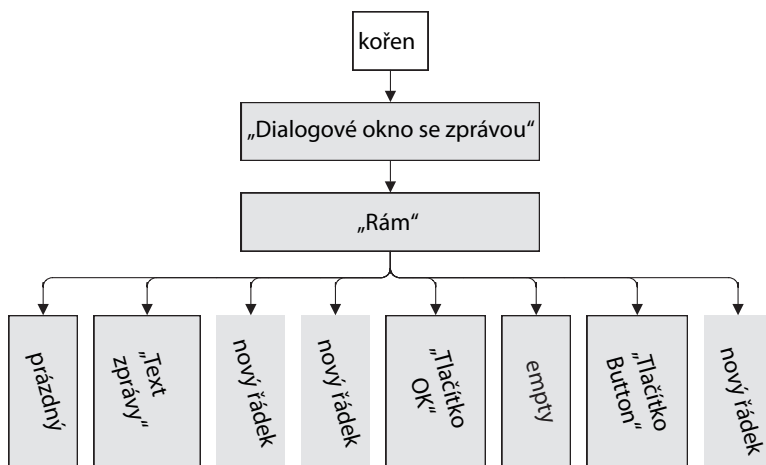 kořen
„Dialogové okno se zprávou“
„Rám“
prázdný
„Text
zprávy“
nový řádek
nový řádek
„Tlačítko
OK“
empty
„Tlačítko
Button“
nový řádek